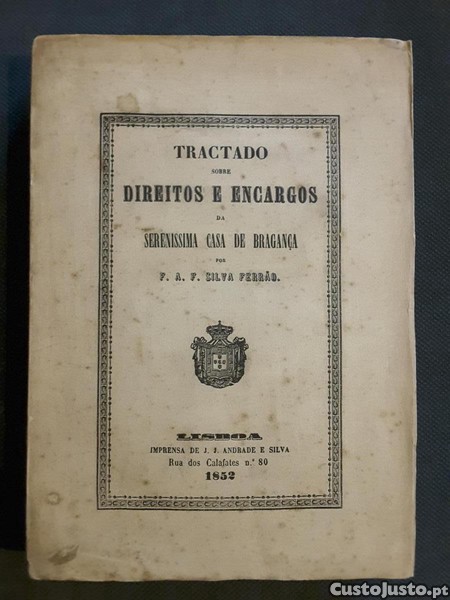 TRACTADO
SOBRE
DIREITOS E ENCARGOS
DA
SERENISSIMA CASA DE BRAGANÇA
POR
F. A. F. SILVA FERRÃO.
LISBOA
IMPRENSA DE J. J. ANDRADE E SILVA
Rua dos Calafates n.º 80
1852
CustoJusto.pt